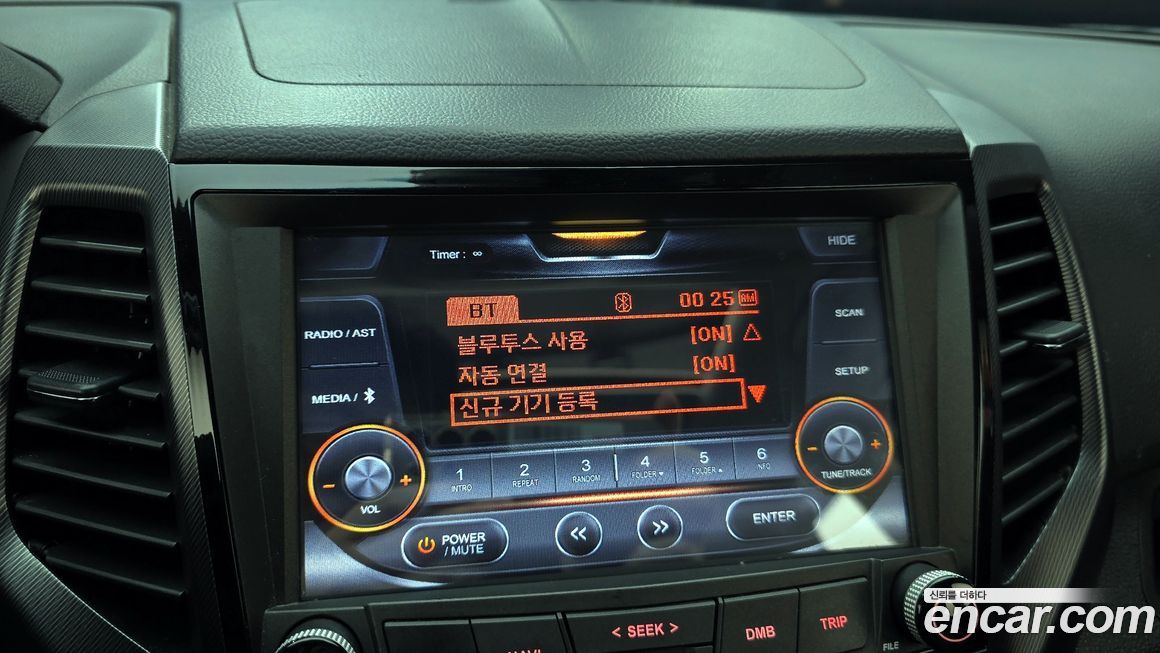 Timer : ∞
HIDE
BT
00 25 AM
RADIO / AST
블루투스 사용 [ON]
SCAN
자동 연결 [ON]
SETUP
MEDIA /
신규 기기 등록
1 INTRO
2 REPEAT
3 RANDOM
4 FOLDER ▼
5 FOLDER ▲
6 INFO
- + VOL
- + TUNE/TRACK
POWER / MUTE
<<
>>
ENTER
< SEEK >
DMB
TRIP
FILE
신뢰를 더하다
encar.com